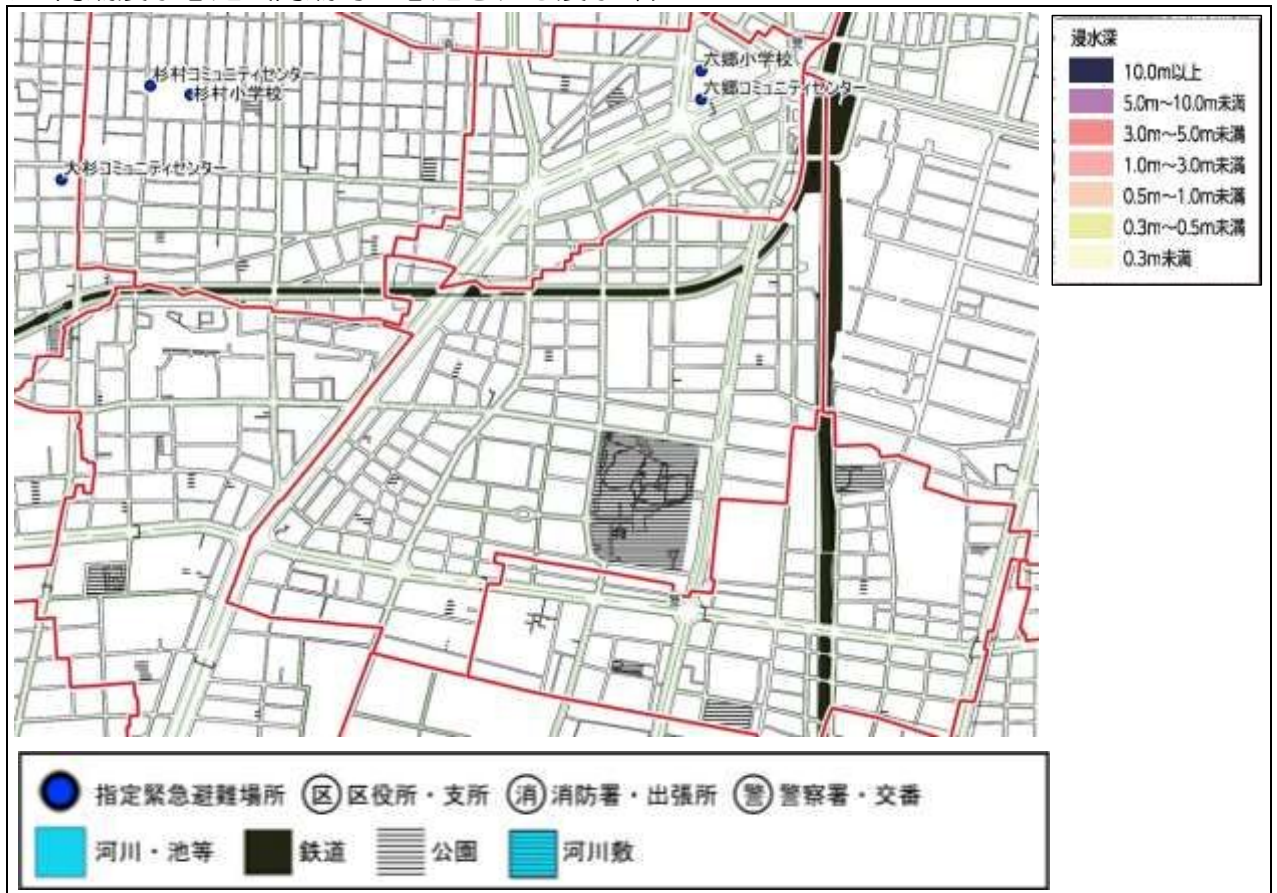 杉村コミュニティセンター
杉村小学校
大杉コミュニティセンター
六郷小学校
六郷コミュニティセンター
浸水深
10.0m以上
5.0m～10.0m未満
3.0m～5.0m未満
1.0m～3.0m未満
0.5m～1.0m未満
0.3m～0.5m未満
0.3m未満
指定緊急避難場所 区 区役所・支所 消 消防署・出張所 警 警察署・交番
河川・池等 鉄道 公園 河川敷